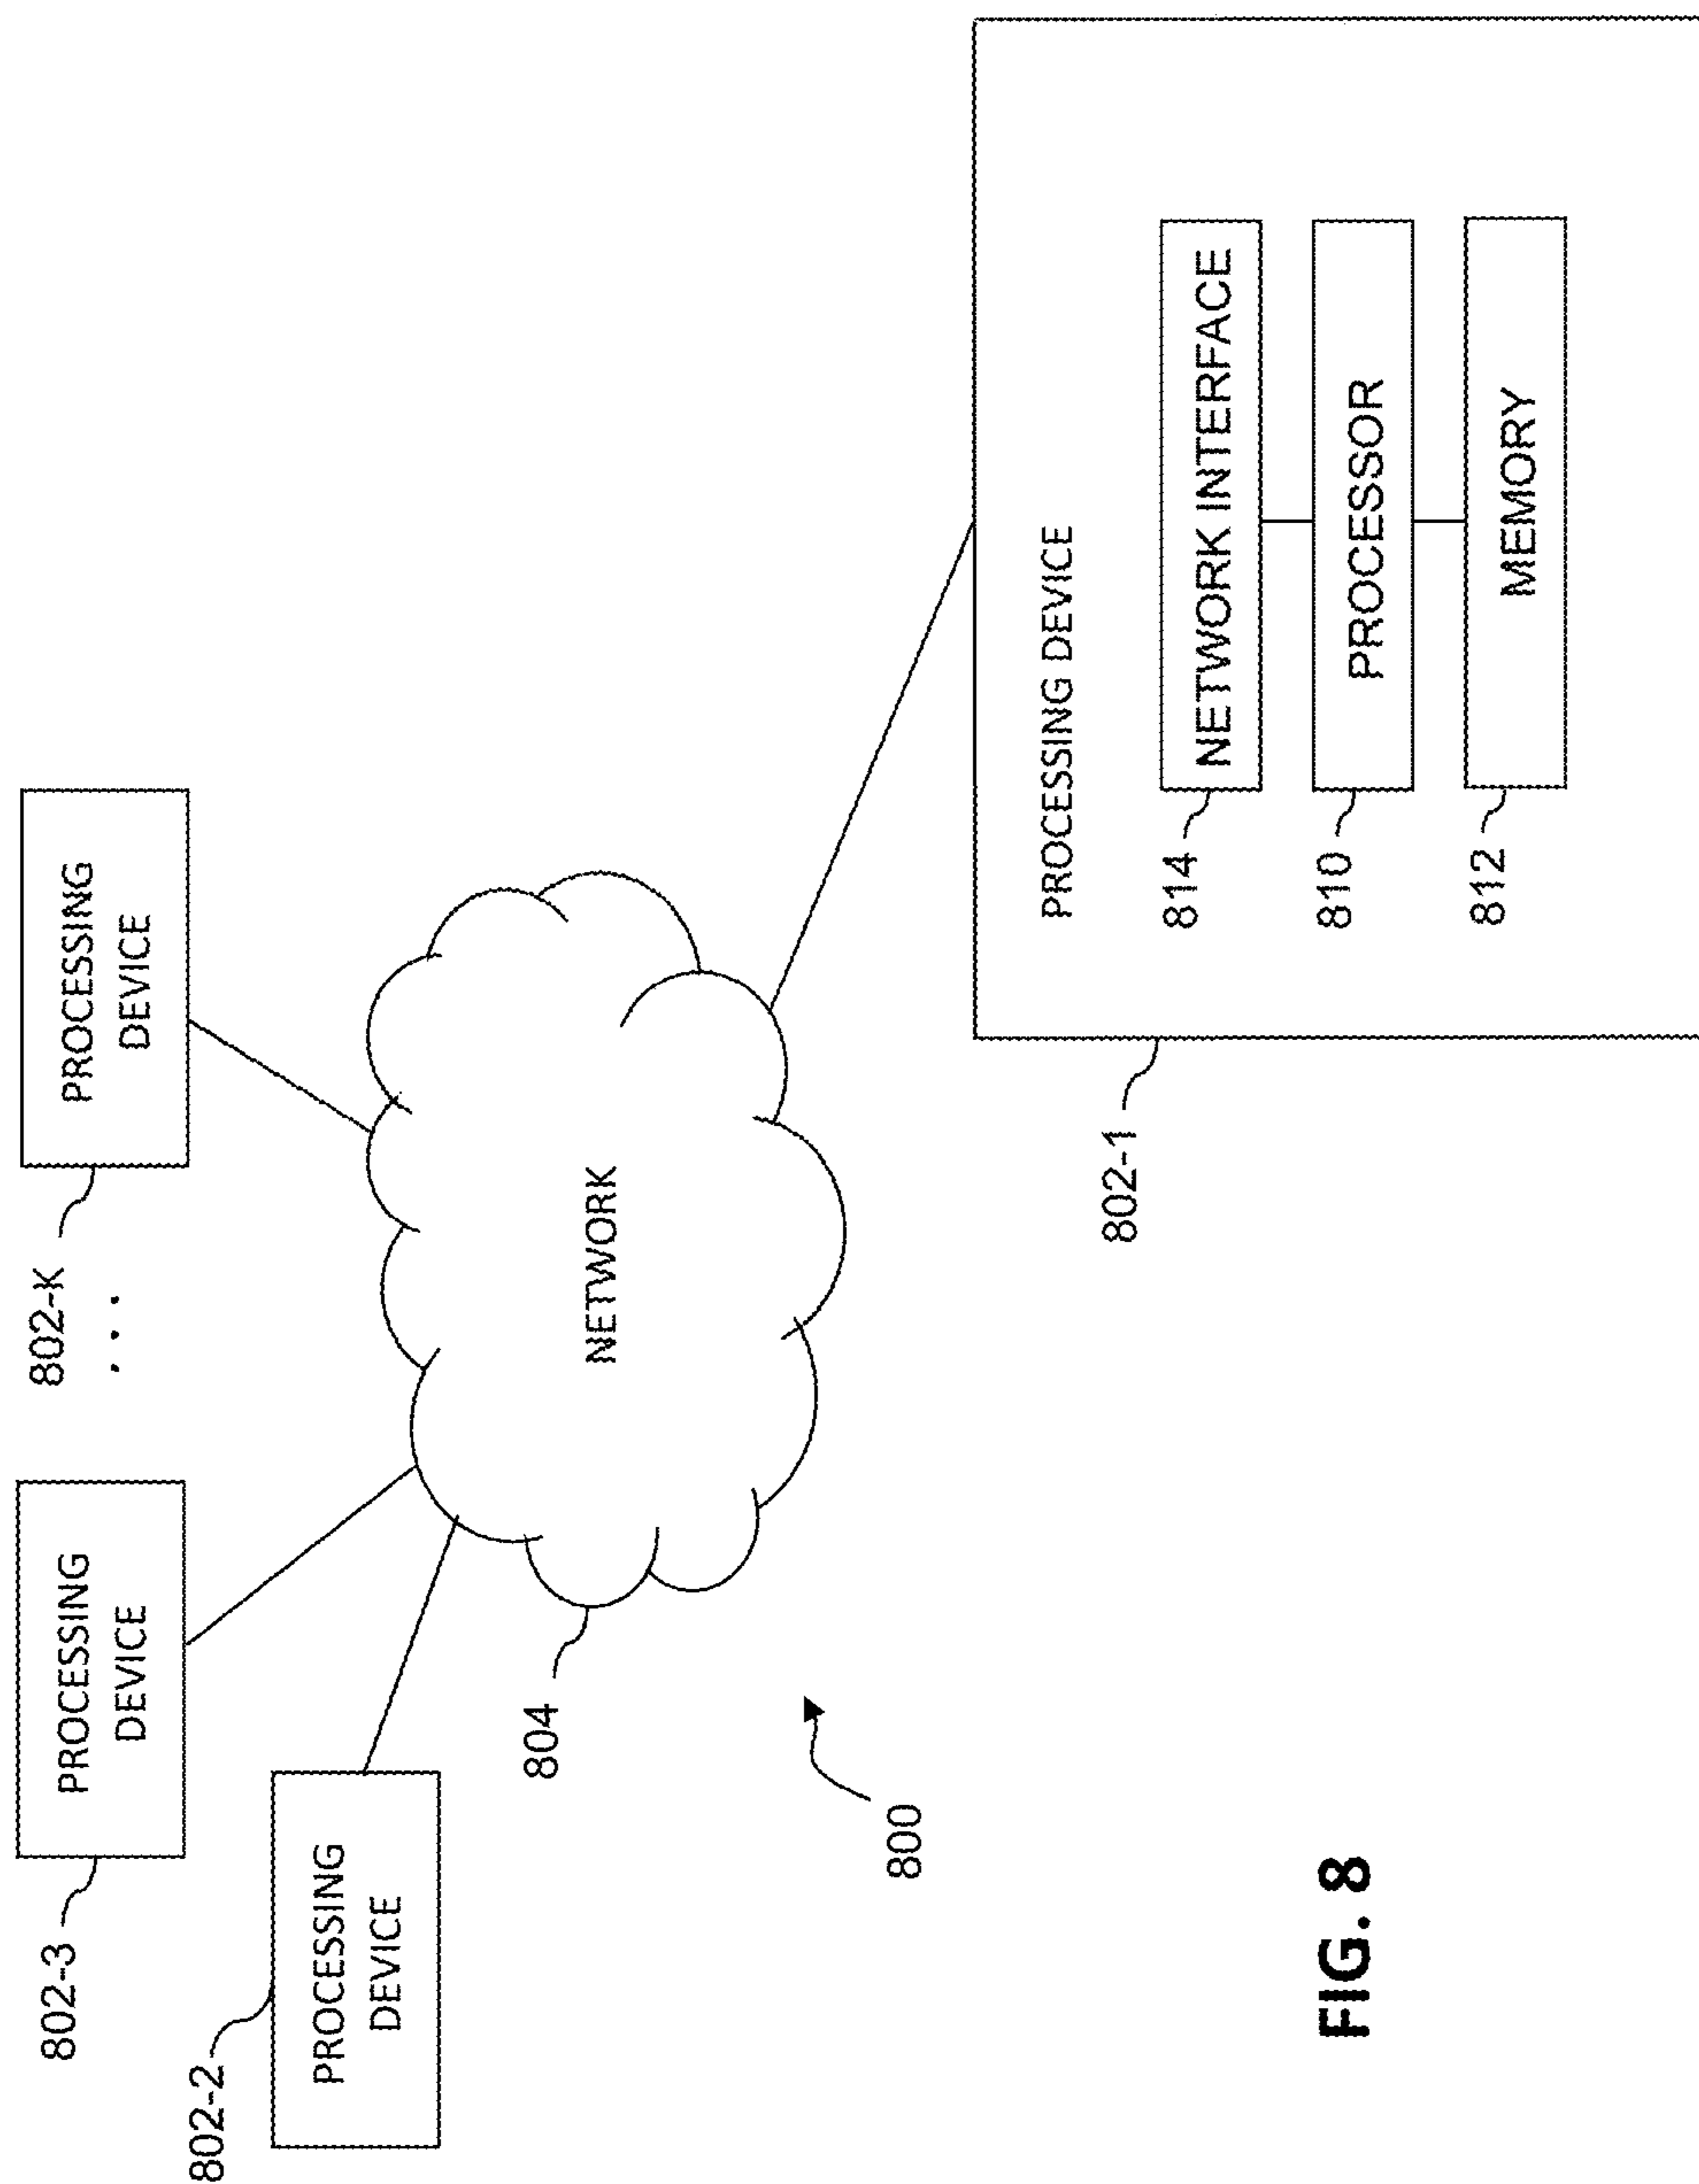 802-2
PROCESSING
DEVICE
802-3
PROCESSING
DEVICE
802-K
. . .
PROCESSING
DEVICE
804
NETWORK
800
802-1
PROCESSING DEVICE
814
NETWORK INTERFACE
810
PROCESSOR
812
MEMORY
FIG. 8